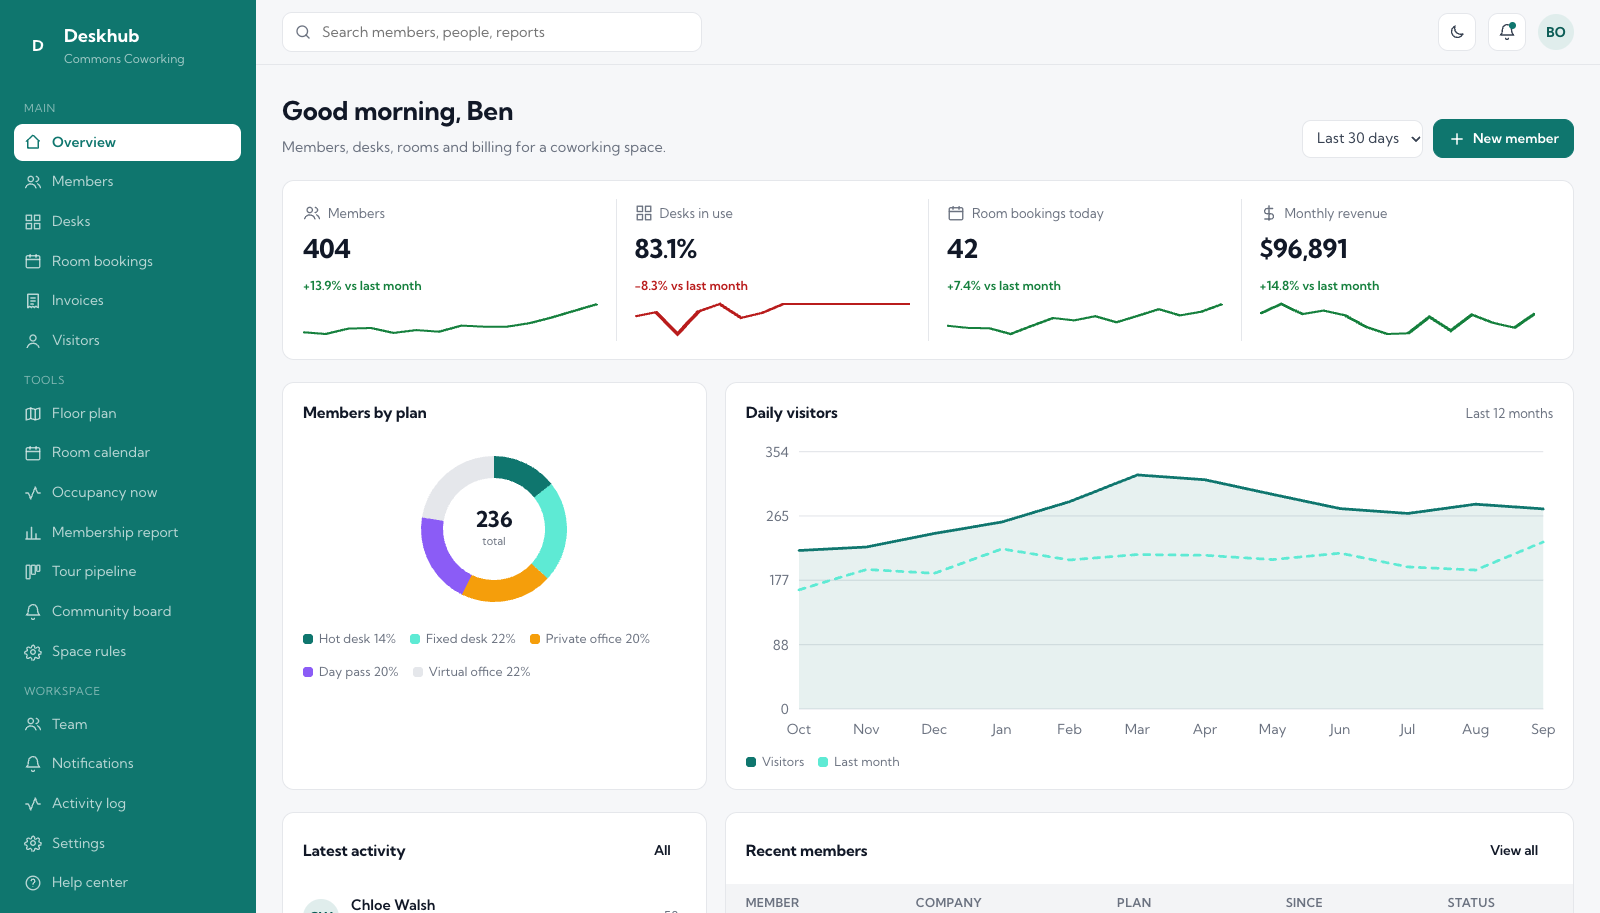 D
Deskhub
Commons Coworking
MAIN
Overview
Members
Desks
Room bookings
Invoices
Visitors
TOOLS
Floor plan
Room calendar
Occupancy now
Membership report
Tour pipeline
Community board
Space rules
WORKSPACE
Team
Notifications
Activity log
Settings
Help center
Search members, people, reports
BO
Good morning, Ben
Members, desks, rooms and billing for a coworking space.
Last 30 days
New member
Members
404
+13.9% vs last month
Desks in use
83.1%
-8.3% vs last month
Room bookings today
42
+7.4% vs last month
Monthly revenue
$96,891
+14.8% vs last month
Members by plan
236
total
Hot desk 14% Fixed desk 22% Private office 20%
Day pass 20% Virtual office 22%
Daily visitors
Last 12 months
354
265
177
88
0
Oct Nov Dec Jan Feb Mar Apr May Jun Jul Aug Sep
Visitors Last month
Latest activity
All
Chloe Walsh
Recent members
View all
MEMBER COMPANY PLAN SINCE STATUS